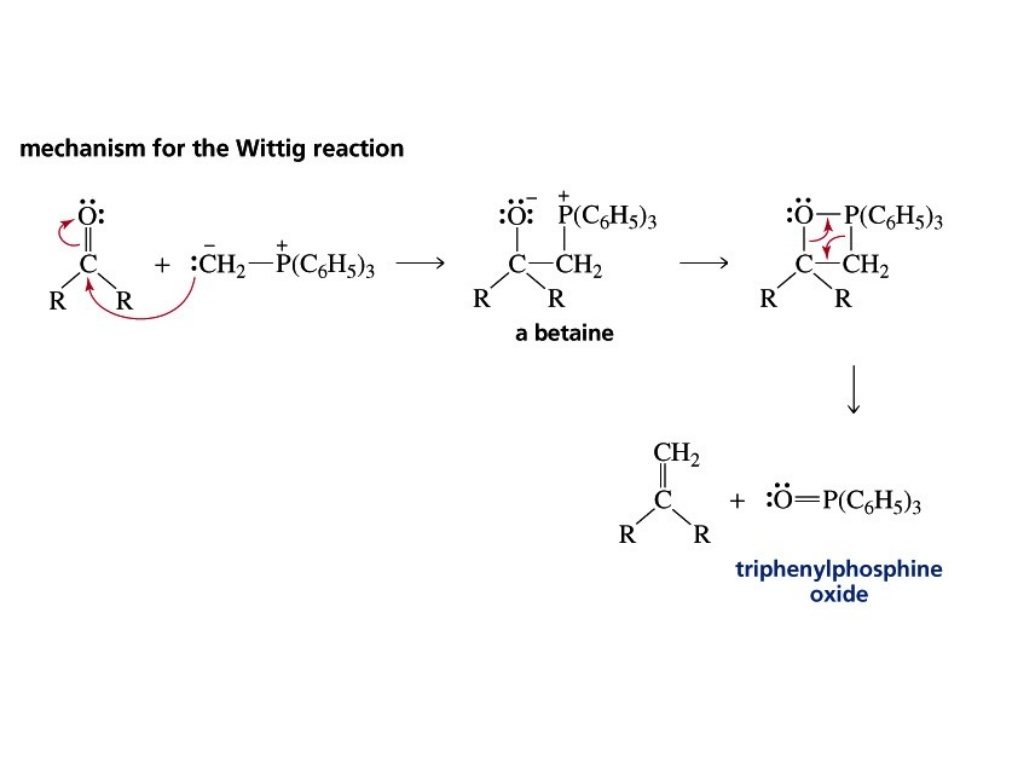 mechanism for the Wittig reaction
:Ö: :Ö:⁻ ⁺P(C₆H₅)₃ :Ö—P(C₆H₅)₃
C + :C̄H₂—P⁺(C₆H₅)₃ ⟶ C—CH₂ ⟶ C—CH₂
R R R R R R
a betaine
CH₂
C + :Ö=P(C₆H₅)₃
R R
triphenylphosphine
oxide